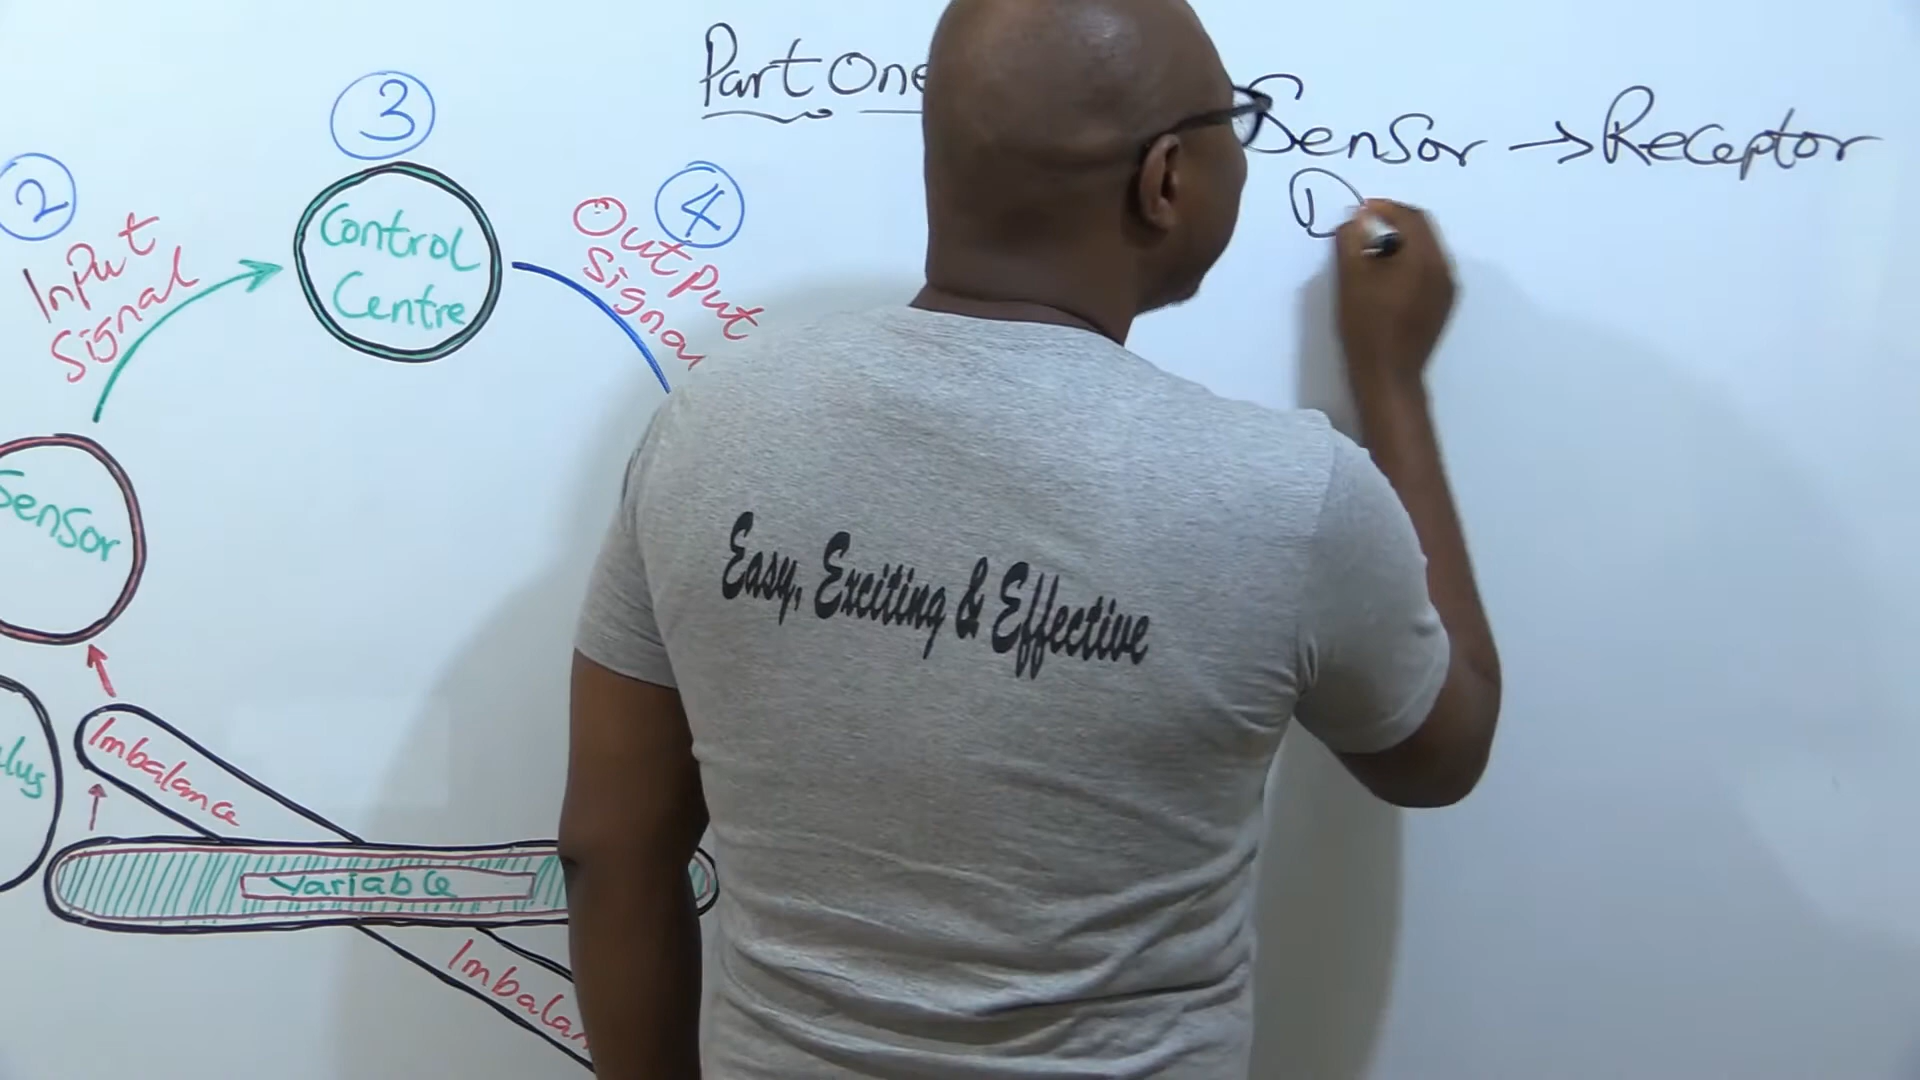 Part One
Sensor → Receptor
1
3
Control
Centre
2
Input
Signal
4
Output
Signal
Sensor
Easy, Exciting & Effective
Imbalance
Variable